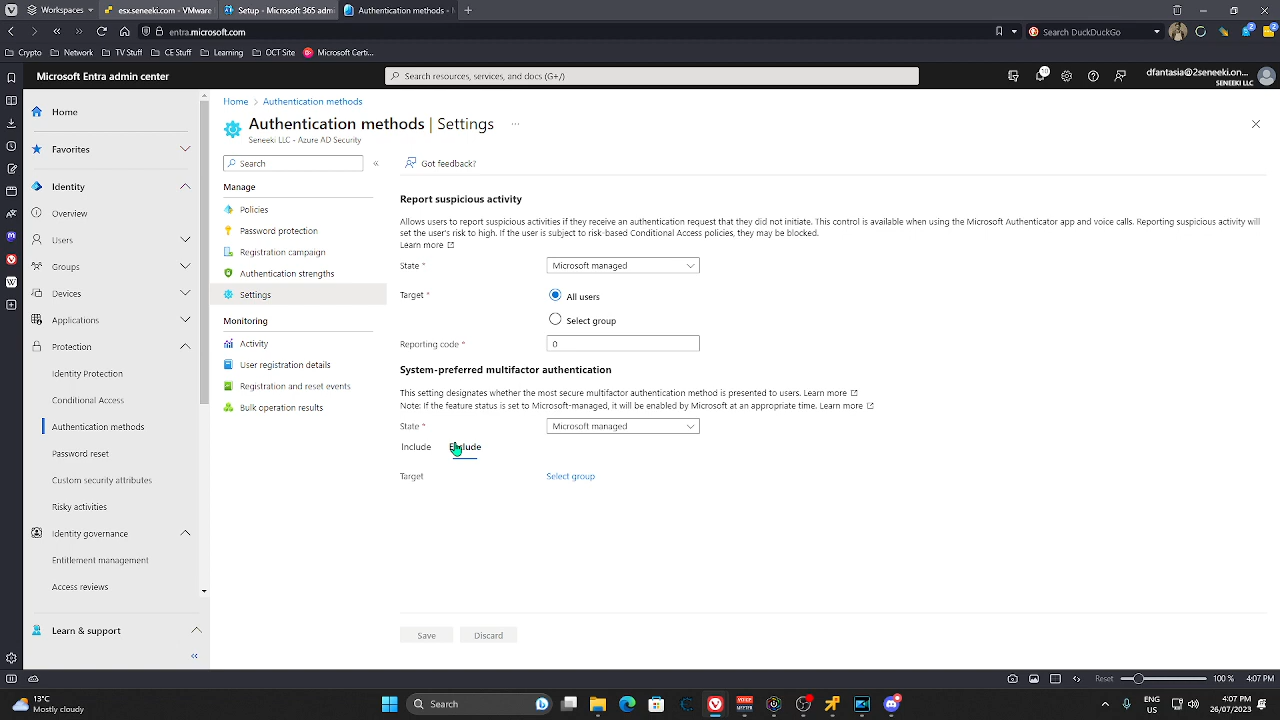 Workspaces
esx.seneeki.com - VMware
Setup - Microsoft 365 adm
Authentication methods -
entra.microsoft.com
Search DuckDuckGo
Crypto
Network
TV Stuff
CE Stuff
Learning
OCT Site
Microsoft Certi...
Microsoft Entra admin center
Search resources, services, and docs (G+/)
dfantasia@2seneeki.on...
SENEEKI LLC
Home
Favorites
Identity
Overview
Users
Groups
Devices
Applications
Protection
Identity Protection
Conditional Access
Authentication methods
Password reset
Custom security attributes
Risky activities
Identity governance
Entitlement management
Access reviews
Learn & support
Home > Authentication methods
Authentication methods | Settings ...
Seneeki LLC - Azure AD Security
Search
Manage
Policies
Password protection
Registration campaign
Authentication strengths
Settings
Monitoring
Activity
User registration details
Registration and reset events
Bulk operation results
Got feedback?
Report suspicious activity
Allows users to report suspicious activities if they receive an authentication request that they did not initiate. This control is available when using the Microsoft Authenticator app and voice calls. Reporting suspicious activity will
set the user's risk to high. If the user is subject to risk-based Conditional Access policies, they may be blocked.
Learn more
State * Microsoft managed
Target * All users
Select group
Reporting code * 0
System-preferred multifactor authentication
This setting designates whether the most secure multifactor authentication method is presented to users. Learn more
Note: If the feature status is set to Microsoft-managed, it will be enabled by Microsoft at an appropriate time. Learn more
State * Microsoft managed
Include Exclude
Target Select group
Save Discard
Reset 100 % 4:07 PM
13°C
Mostly cloudy
Search
ENG
US
4:07 PM
26/07/2023